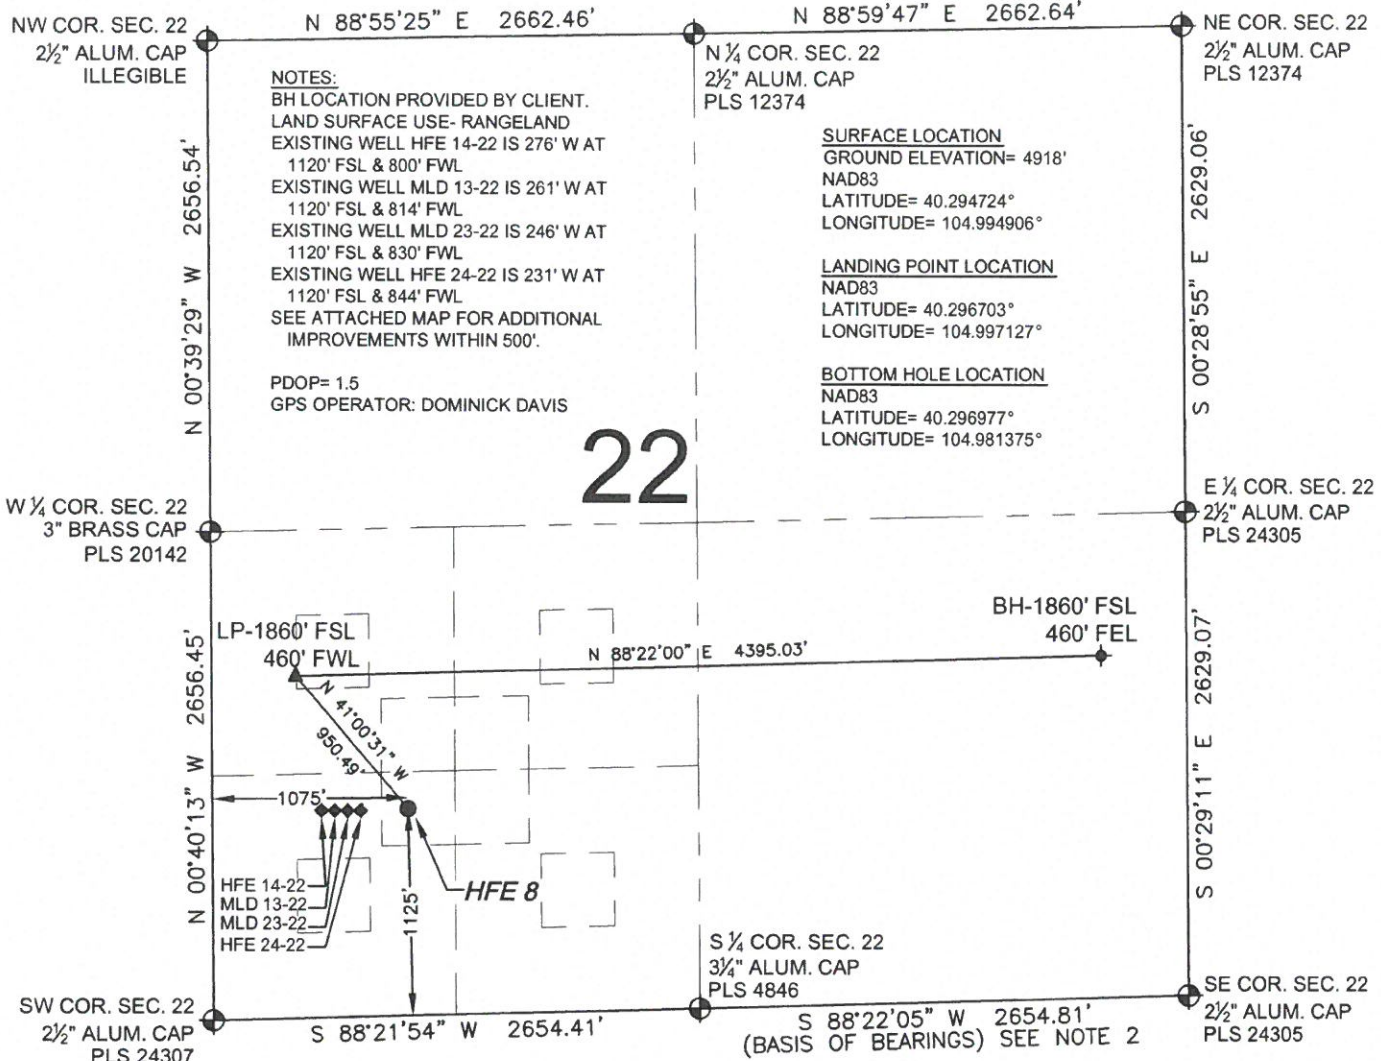 N 88°55'25" E 2662.46'
N 88°59'47" E 2662.64'
NW COR. SEC. 22
2½" ALUM. CAP
ILLEGIBLE
N ¼ COR. SEC. 22
2½" ALUM. CAP
PLS 12374
NE COR. SEC. 22
2½" ALUM. CAP
PLS 12374
NOTES:
BH LOCATION PROVIDED BY CLIENT.
LAND SURFACE USE- RANGELAND
EXISTING WELL HFE 14-22 IS 276' W AT
1120' FSL & 800' FWL
EXISTING WELL MLD 13-22 IS 261' W AT
1120' FSL & 814' FWL
EXISTING WELL MLD 23-22 IS 246' W AT
1120' FSL & 830' FWL
EXISTING WELL HFE 24-22 IS 231' W AT
1120' FSL & 844' FWL
SEE ATTACHED MAP FOR ADDITIONAL
IMPROVEMENTS WITHIN 500'.
PDOP= 1.5
GPS OPERATOR: DOMINICK DAVIS
SURFACE LOCATION
GROUND ELEVATION= 4918'
NAD83
LATITUDE= 40.294724°
LONGITUDE= 104.994906°
LANDING POINT LOCATION
NAD83
LATITUDE= 40.296703°
LONGITUDE= 104.997127°
BOTTOM HOLE LOCATION
NAD83
LATITUDE= 40.296977°
LONGITUDE= 104.981375°
N 00°39'29" W 2656.54'
S 00°28'55" E 2629.06'
22
W ¼ COR. SEC. 22
3" BRASS CAP
PLS 20142
E ¼ COR. SEC. 22
2½" ALUM. CAP
PLS 24305
LP-1860' FSL
460' FWL
BH-1860' FSL
460' FEL
N 88°22'00" E 4395.03'
N 41°00'31" W
950.49'
N 00°40'13" W 2656.45'
S 00°29'11" E 2629.07'
1075'
1125'
HFE 8
HFE 14-22
MLD 13-22
MLD 23-22
HFE 24-22
S ¼ COR. SEC. 22
3¼" ALUM. CAP
PLS 4846
SW COR. SEC. 22
2½" ALUM. CAP
PLS 24307
S 88°21'54" W 2654.41'
S 88°22'05" W 2654.81'
(BASIS OF BEARINGS) SEE NOTE 2
SE COR. SEC. 22
2½" ALUM. CAP
PLS 24305